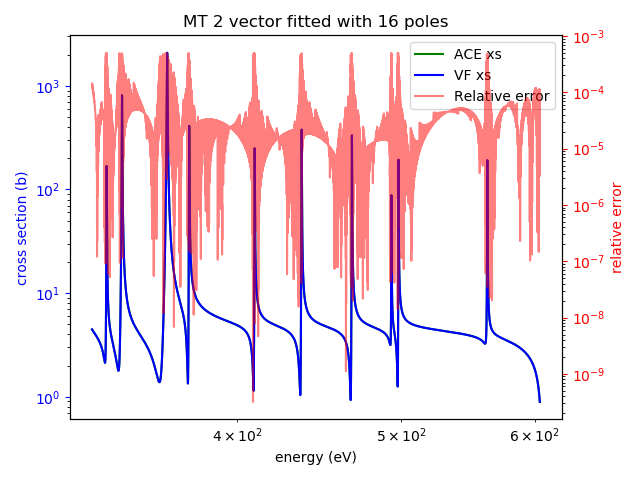 MT 2 vector fitted with 16 poles
ACE xs
VF xs
Relative error
10³
10²
10¹
10⁰
cross section (b)
10⁻³
10⁻⁴
10⁻⁵
10⁻⁶
10⁻⁷
10⁻⁸
10⁻⁹
relative error
4 × 10² 5 × 10² 6 × 10²
energy (eV)